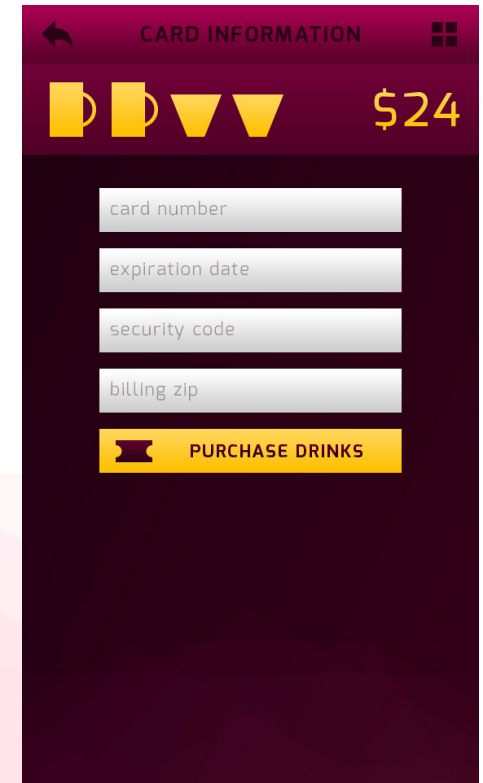 CARD INFORMATION
$24
card number
expiration date
security code
billing zip
PURCHASE DRINKS